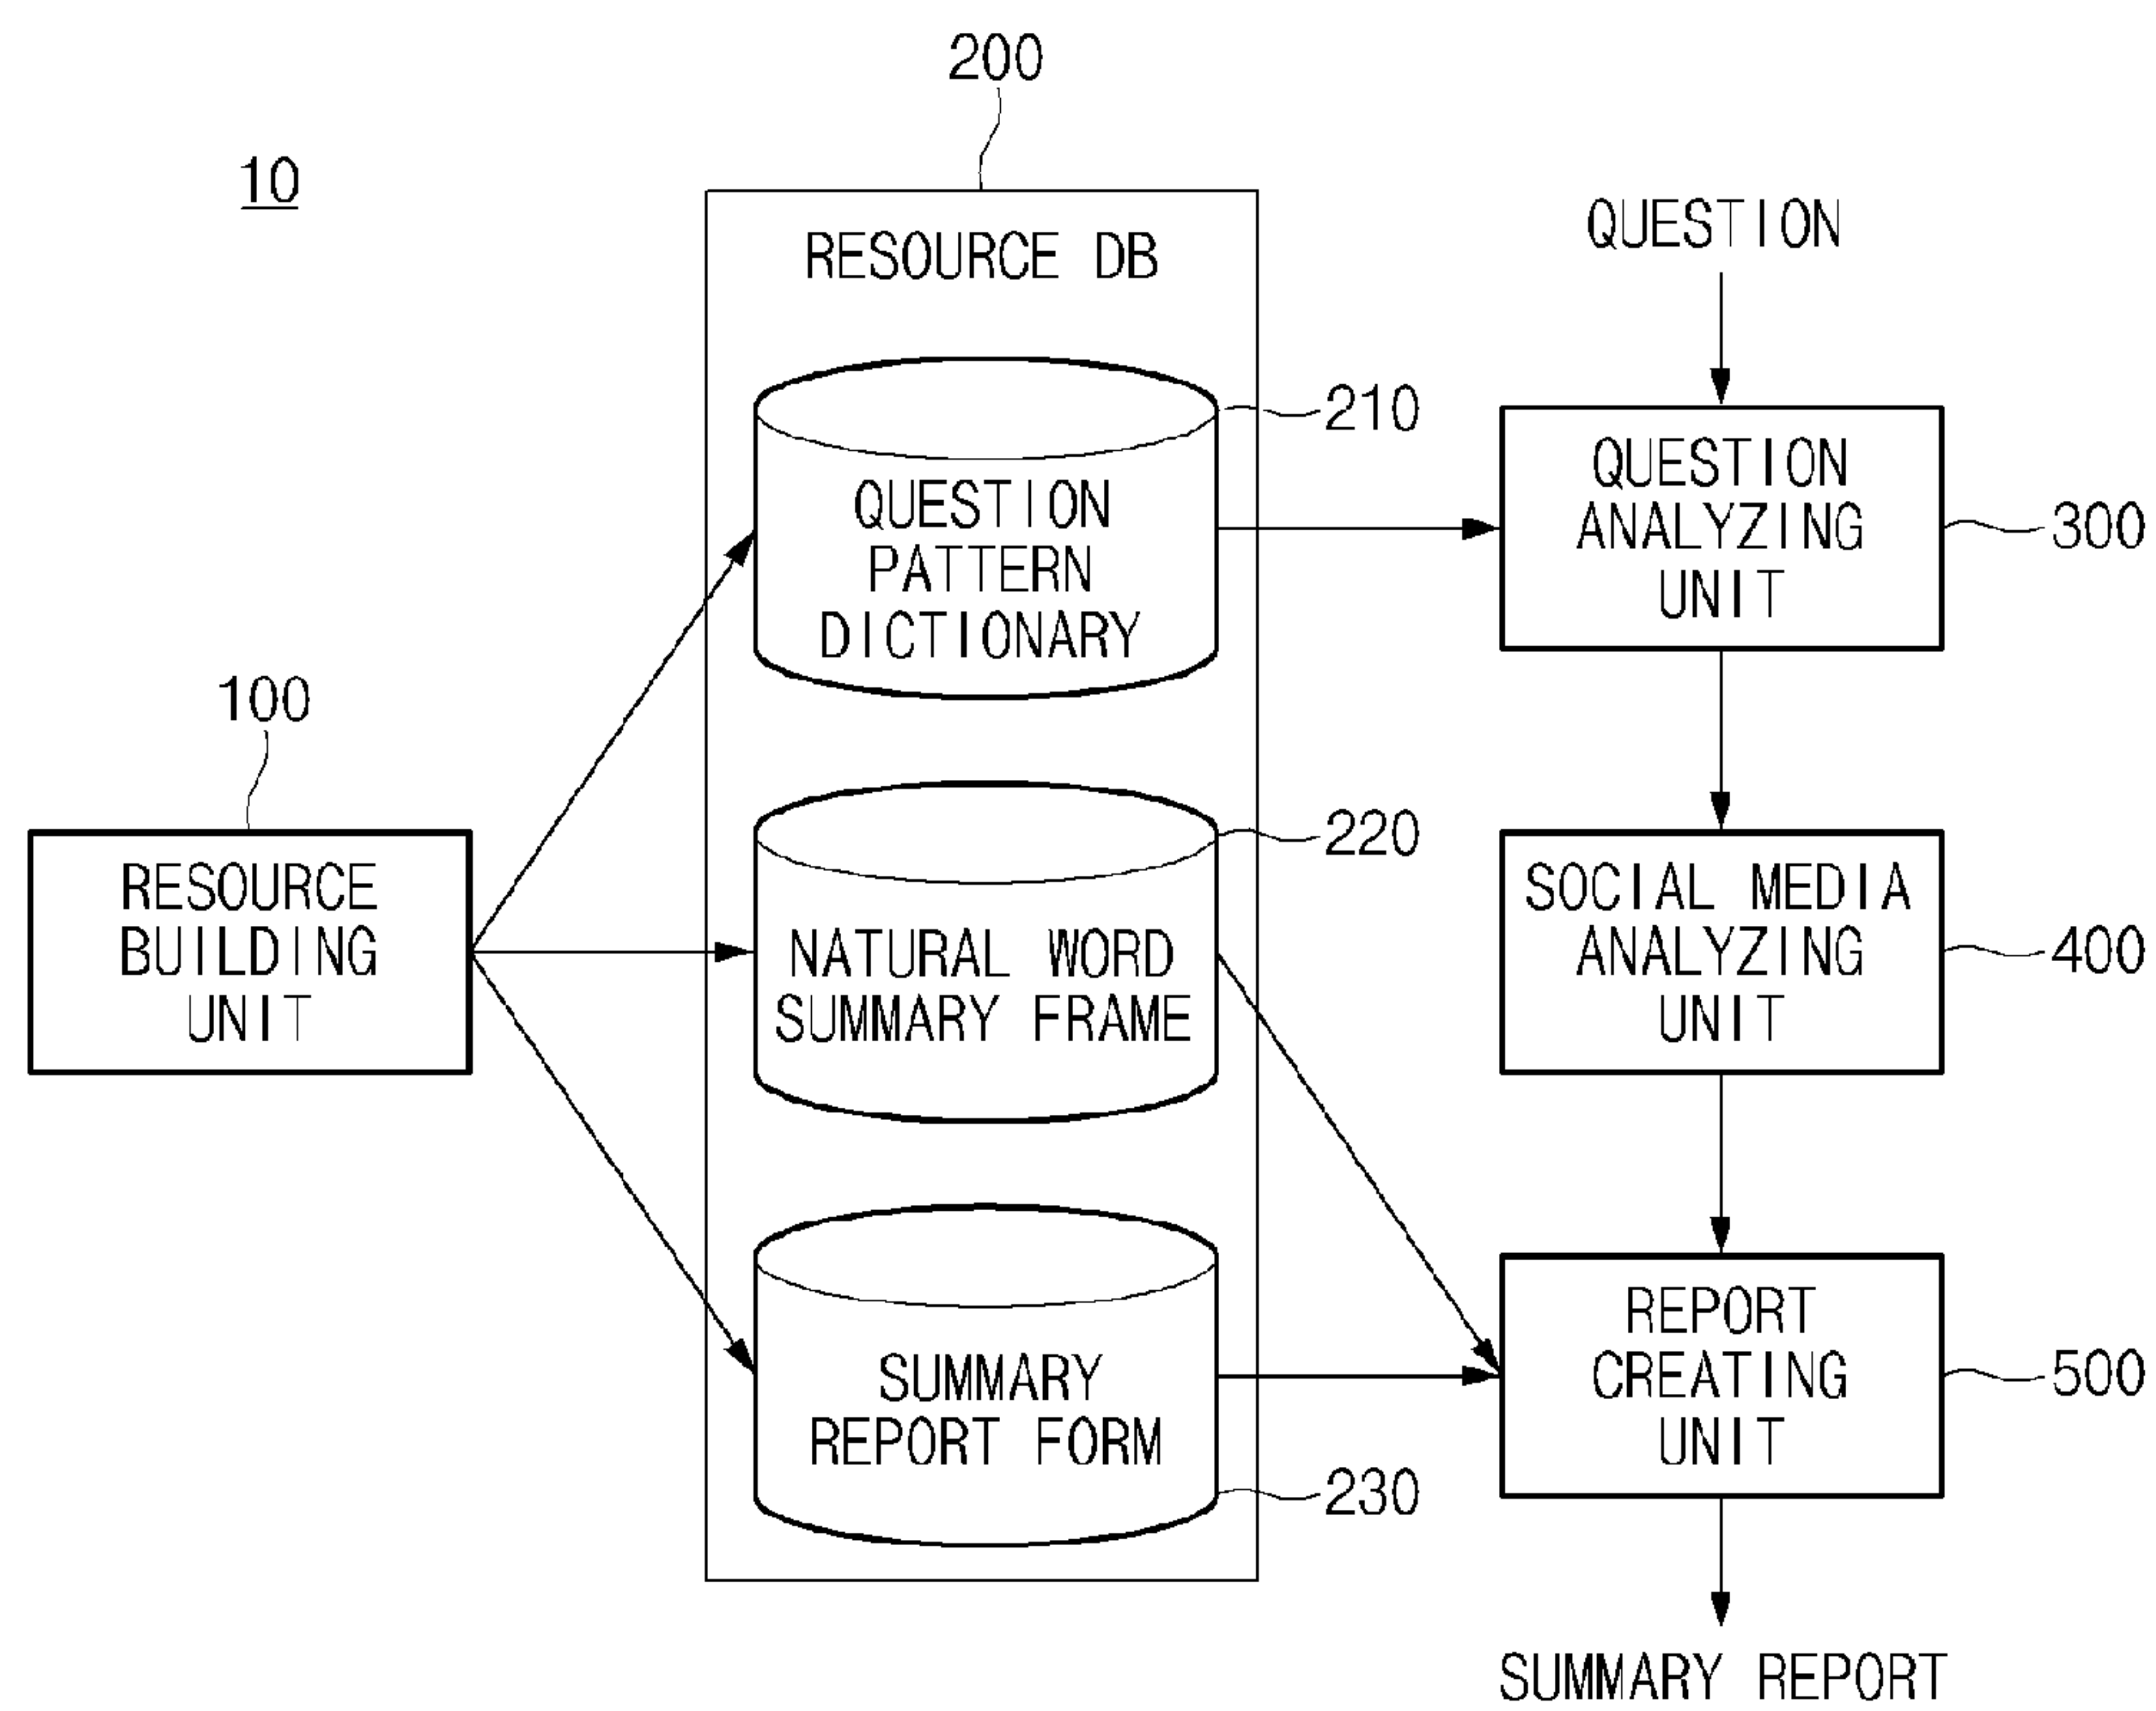 10
200
RESOURCE DB
210
QUESTION
PATTERN
DICTIONARY
100
RESOURCE
BUILDING
UNIT
220
NATURAL WORD
SUMMARY FRAME
SUMMARY
REPORT FORM
230
QUESTION
QUESTION
ANALYZING
UNIT
300
SOCIAL MEDIA
ANALYZING
UNIT
400
REPORT
CREATING
UNIT
500
SUMMARY REPORT